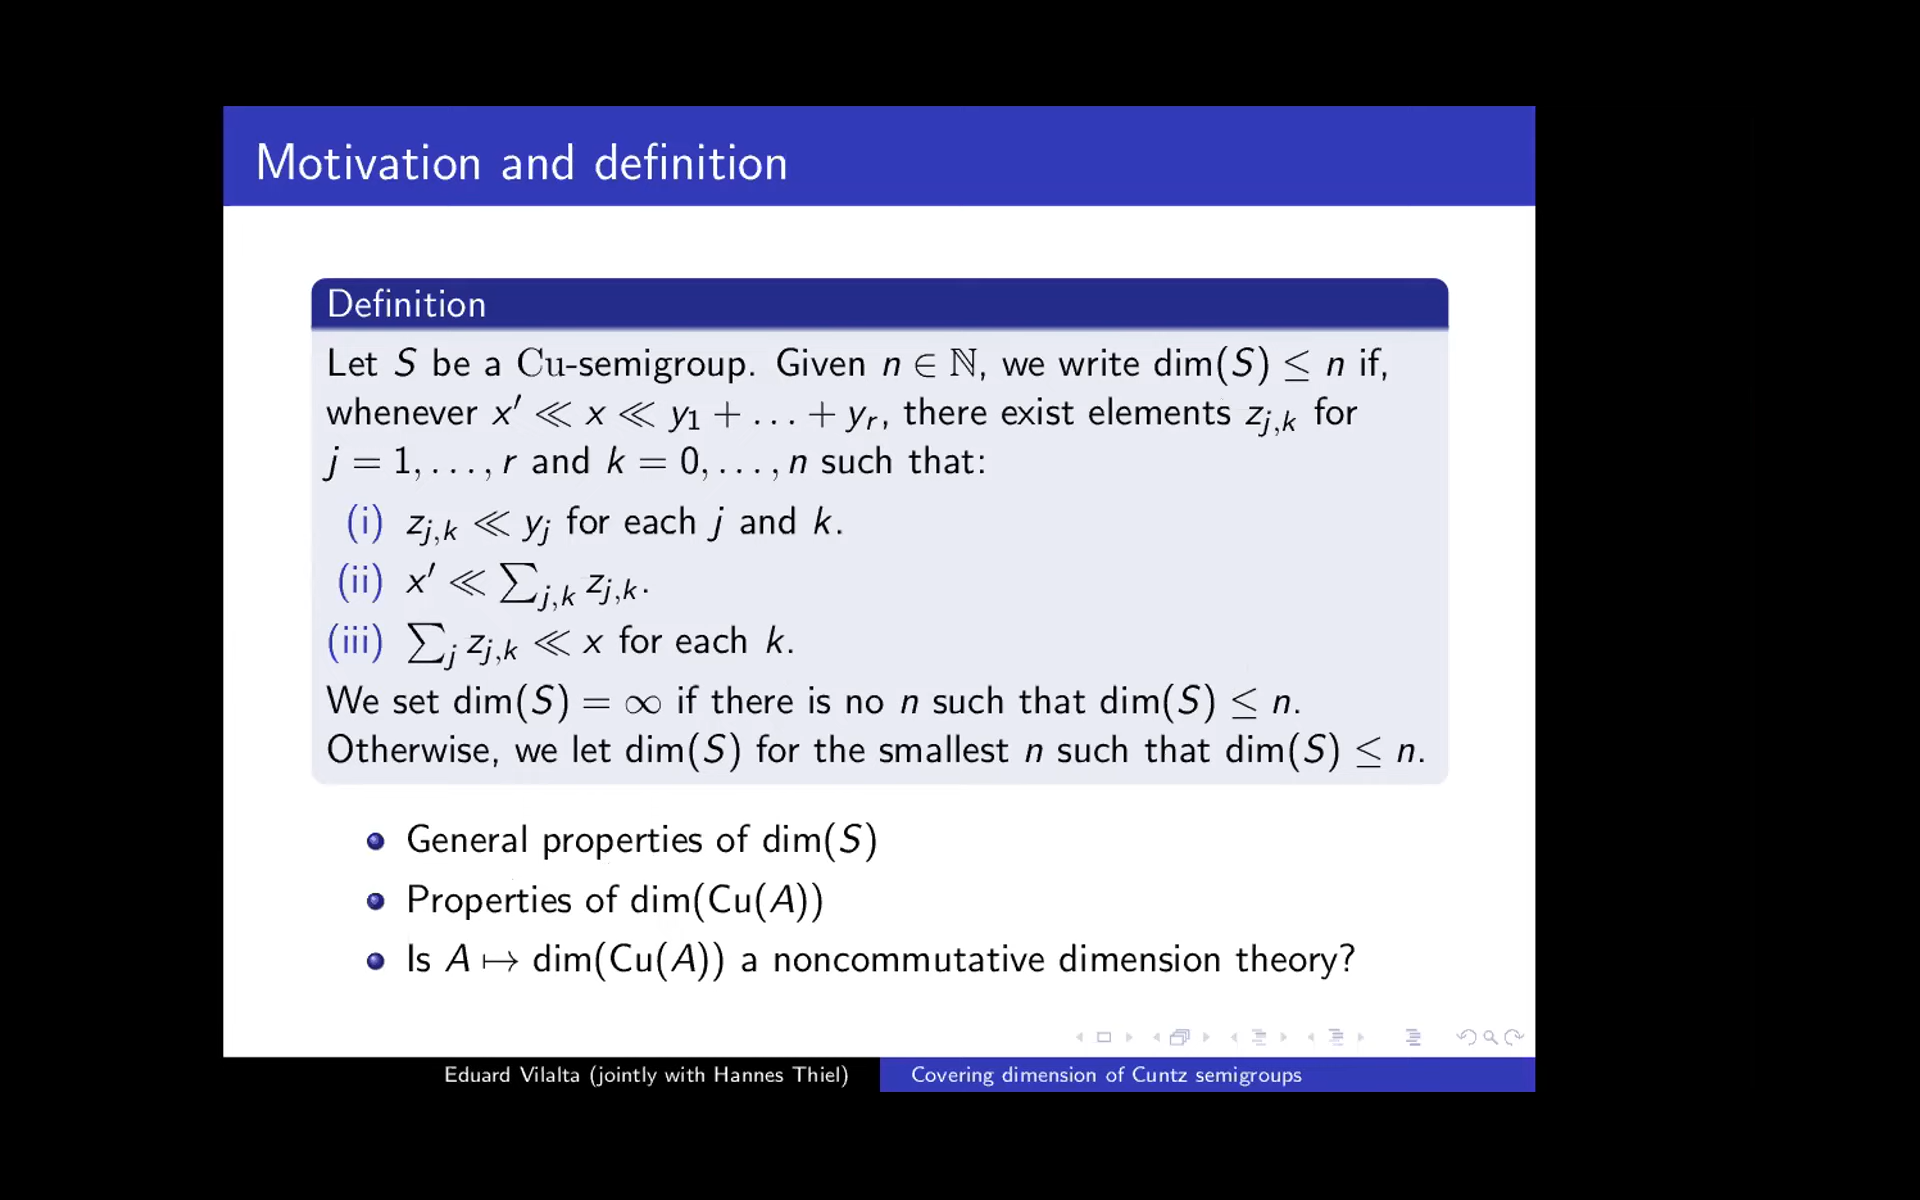 Motivation and definition
Definition
Let S be a Cu-semigroup. Given n ∈ ℕ, we write dim(S) ≤ n if,
whenever x′ ≪ x ≪ y₁ + … + yᵣ, there exist elements z_{j,k} for
j = 1, . . . , r and k = 0, . . . , n such that:
(i) z_{j,k} ≪ y_j for each j and k.
(ii) x′ ≪ ∑_{j,k} z_{j,k}.
(iii) ∑_j z_{j,k} ≪ x for each k.
We set dim(S) = ∞ if there is no n such that dim(S) ≤ n.
Otherwise, we let dim(S) for the smallest n such that dim(S) ≤ n.
General properties of dim(S)
Properties of dim(Cu(A))
Is A ↦ dim(Cu(A)) a noncommutative dimension theory?
Eduard Vilalta (jointly with Hannes Thiel)
Covering dimension of Cuntz semigroups